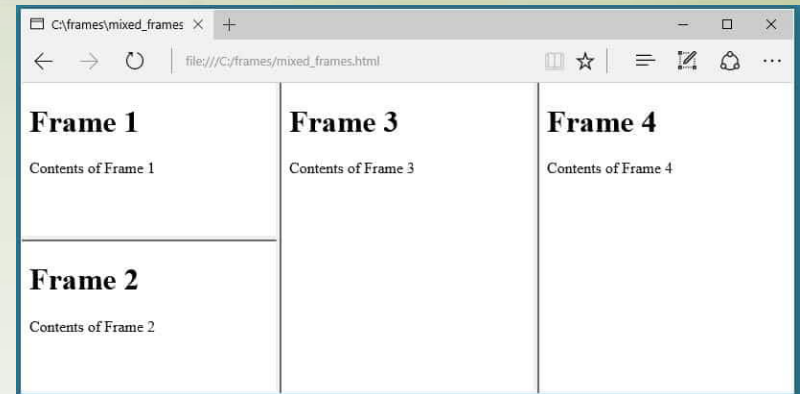 C:\frames\mixed_frames
file:///C:/frames/mixed_frames.html
Frame 1
Contents of Frame 1
Frame 2
Contents of Frame 2
Frame 3
Contents of Frame 3
Frame 4
Contents of Frame 4